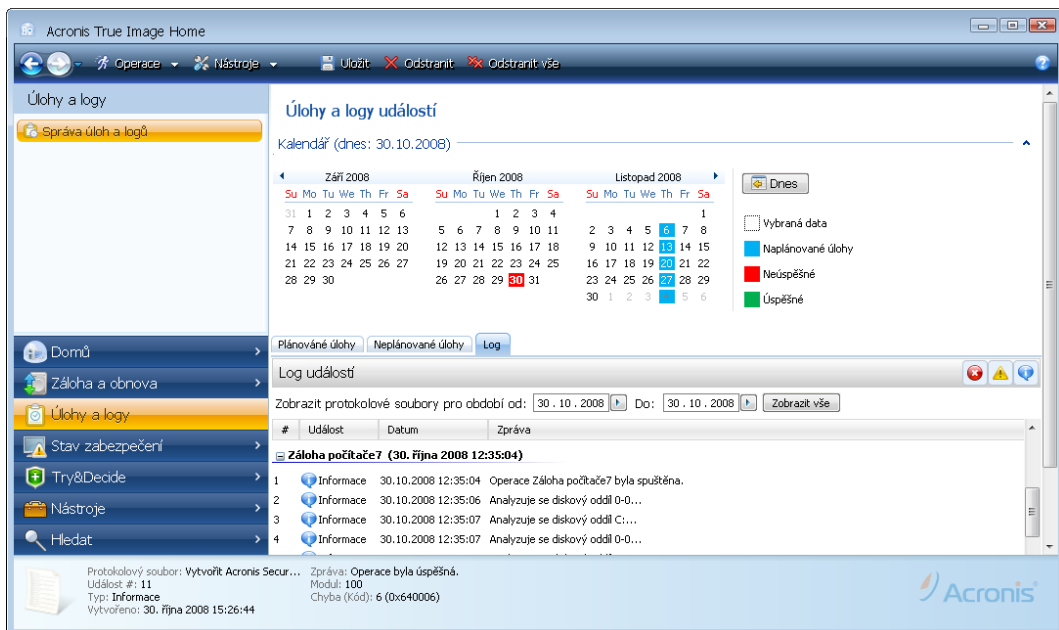 Acronis True Image Home
Operace Nástroje Uložit Odstranit Odstranit vše
Úlohy a logy
Správa úloh a logů
Domů
Záloha a obnova
Úlohy a logy
Stav zabezpečení
Try&Decide
Nástroje
Hledat
Úlohy a logy událostí
Kalendář (dnes: 30.10.2008)
Září 2008
Su Mo Tu We Th Fr Sa
31 1 2 3 4 5 6
7 8 9 10 11 12 13
14 15 16 17 18 19 20
21 22 23 24 25 26 27
28 29 30
Říjen 2008
Su Mo Tu We Th Fr Sa
1 2 3 4
5 6 7 8 9 10 11
12 13 14 15 16 17 18
19 20 21 22 23 24 25
26 27 28 29 30 31
Listopad 2008
Su Mo Tu We Th Fr Sa
1
2 3 4 5 6 7 8
9 10 11 12 13 14 15
16 17 18 19 20 21 22
23 24 25 26 27 28 29
30 1 2 3 4 5 6
Dnes
Vybraná data
Naplánované úlohy
Neúspěšné
Úspěšné
Plánováné úlohy Neplánované úlohy Log
Log událostí
Zobrazit protokolové soubory pro období od: 30 . 10 . 2008 Do: 30 . 10 . 2008 Zobrazit vše
# Událost Datum Zpráva
Záloha počítače7 (30. října 2008 12:35:04)
1 Informace 30.10.2008 12:35:04 Operace Záloha počítače7 byla spuštěna.
2 Informace 30.10.2008 12:35:06 Analyzuje se diskový oddíl 0-0...
3 Informace 30.10.2008 12:35:07 Analyzuje se diskový oddíl C:...
4 Informace 30.10.2008 12:35:07 Analyzuje se diskový oddíl 0-0...
Protokolový soubor: Vytvořit Acronis Secur...
Událost #: 11
Typ: Informace
Vytvořeno: 30. října 2008 15:26:44
Zpráva: Operace byla úspěšná.
Modul: 100
Chyba (Kód): 6 (0x640006)
Acronis